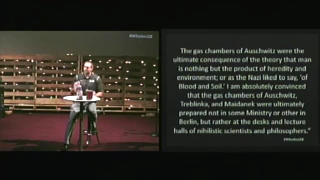 The gas chambers of Auschwitz were the
ultimate consequence of the theory that man
is nothing but the product of heredity and
environment; or as the Nazi liked to say, 'of
Blood and Soil.' I am absolutely convinced
that the gas chambers of Auschwitz,
Treblinka, and Maidanek were ultimately
prepared not in some Ministry or other in
Berlin, but rather at the desks and lecture
halls of nihilistic scientists and philosophers."